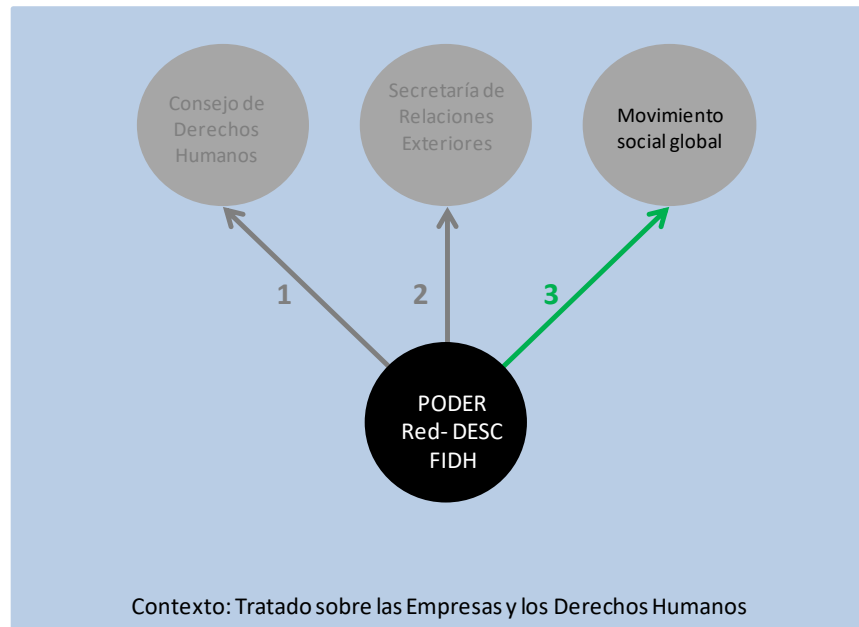 Consejo de
Derechos
Humanos
Secretaría de
Relaciones
Exteriores
Movimiento
social global
1
2
3
PODER
Red- DESC
FIDH
Contexto: Tratado sobre las Empresas y los Derechos Humanos